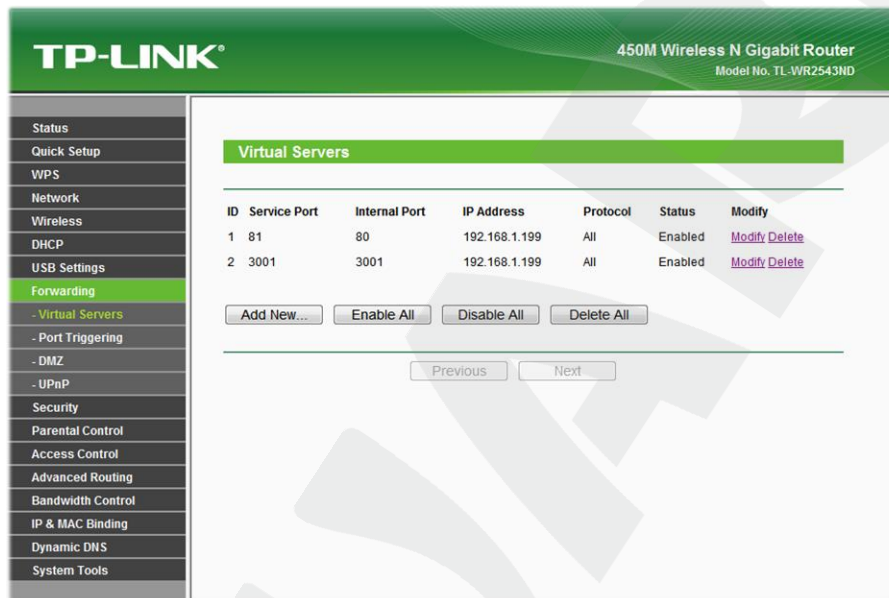 TP-LINK®
450M Wireless N Gigabit Router
Model No. TL-WR2543ND
Status
Quick Setup
WPS
Network
Wireless
DHCP
USB Settings
Forwarding
- Virtual Servers
- Port Triggering
- DMZ
- UPnP
Security
Parental Control
Access Control
Advanced Routing
Bandwidth Control
IP & MAC Binding
Dynamic DNS
System Tools
Virtual Servers
ID Service Port Internal Port IP Address Protocol Status Modify
1 81 80 192.168.1.199 All Enabled Modify Delete
2 3001 3001 192.168.1.199 All Enabled Modify Delete
Add New... Enable All Disable All Delete All
Previous Next